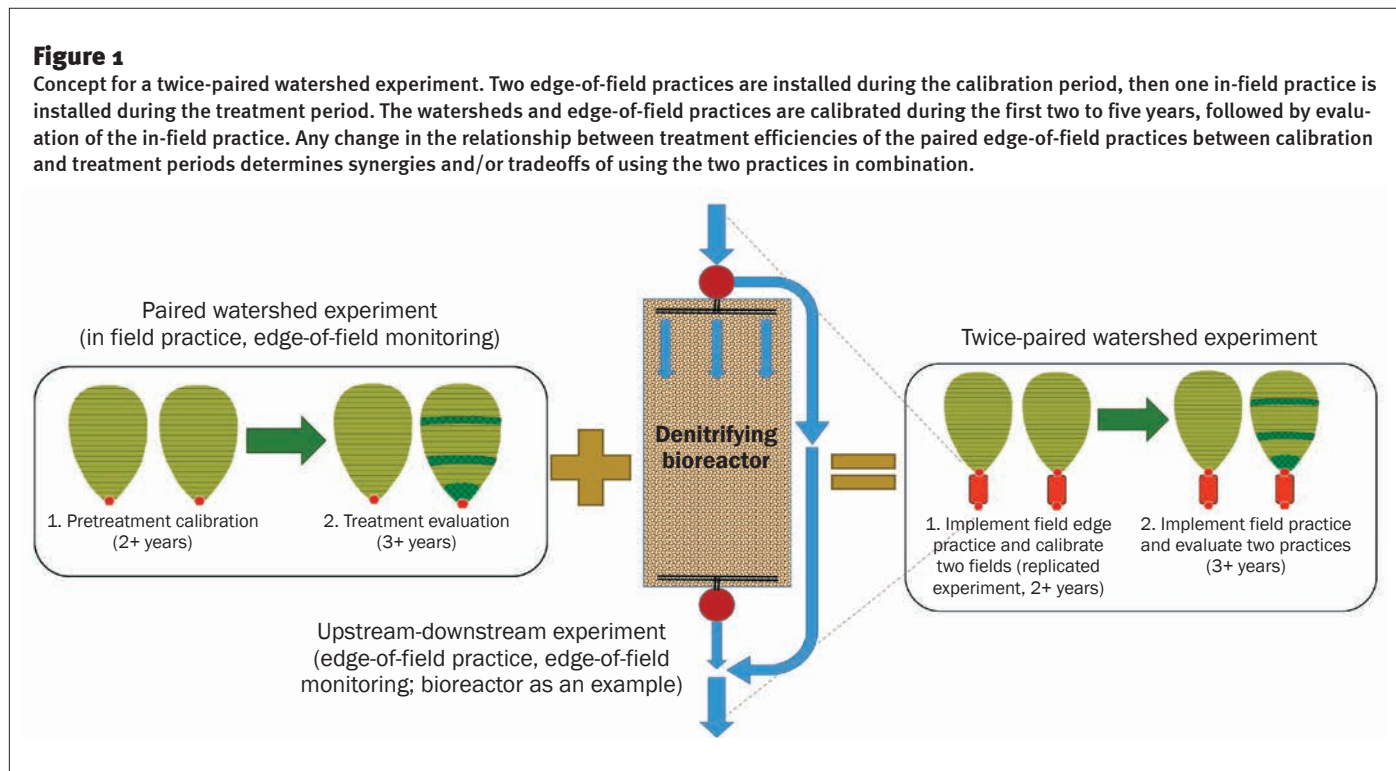 Figure 1
Concept for a twice-paired watershed experiment. Two edge-of-field practices are installed during the calibration period, then one in-field practice is
installed during the treatment period. The watersheds and edge-of-field practices are calibrated during the first two to five years, followed by evalu-
ation of the in-field practice. Any change in the relationship between treatment efficiencies of the paired edge-of-field practices between calibration
and treatment periods determines synergies and/or tradeoffs of using the two practices in combination.
Paired watershed experiment
(in field practice, edge-of-field monitoring)
1. Pretreatment calibration
(2+ years)
2. Treatment evaluation
(3+ years)
Denitrifying
bioreactor
Upstream-downstream experiment
(edge-of-field practice, edge-of-field
monitoring; bioreactor as an example)
Twice-paired watershed experiment
1. Implement field edge
practice and calibrate
two fields (replicated
experiment, 2+ years)
2. Implement field practice
and evaluate two practices
(3+ years)